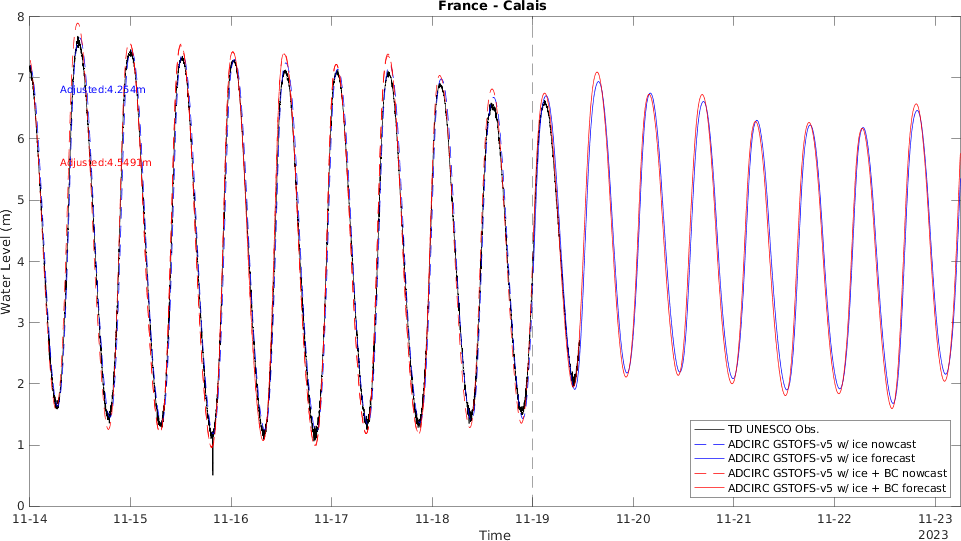 France - Calais
8
7
6
5
4
3
2
1
0
Water Level (m)
Adjusted:4.264m
Adjusted:4.5491m
TD UNESCO Obs.
ADCIRC GSTOFS-v5 w/ ice nowcast
ADCIRC GSTOFS-v5 w/ ice forecast
ADCIRC GSTOFS-v5 w/ ice + BC nowcast
ADCIRC GSTOFS-v5 w/ ice + BC forecast
11-14 11-15 11-16 11-17 11-18 11-19 11-20 11-21 11-22 11-23
Time
2023